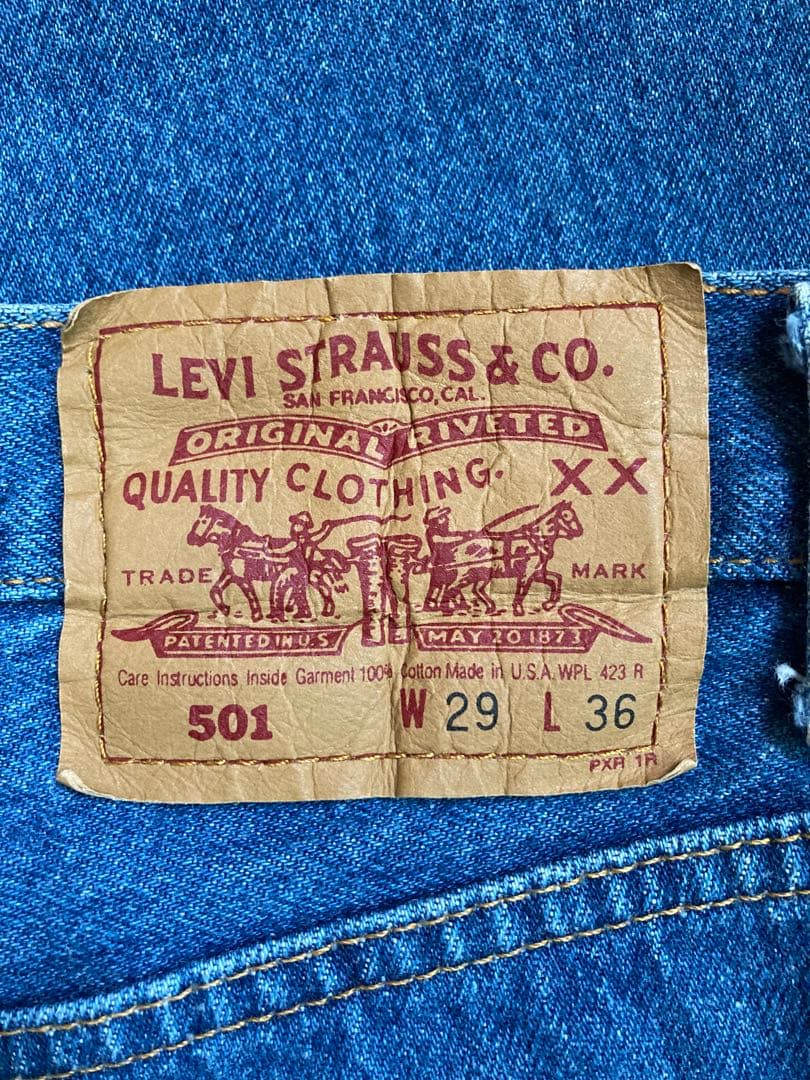 LEVI STRAUSS & CO.
SAN FRANCISCO, CAL.
ORIGINAL RIVETED
QUALITY CLOTHING. XX
TRADE MARK
PATENTED IN U.S MAY 20 1873
Care Instructions Inside Garment 100% Cotton Made in U.S.A. WPL 423 R
501 W 29 L 36
PXR 1R